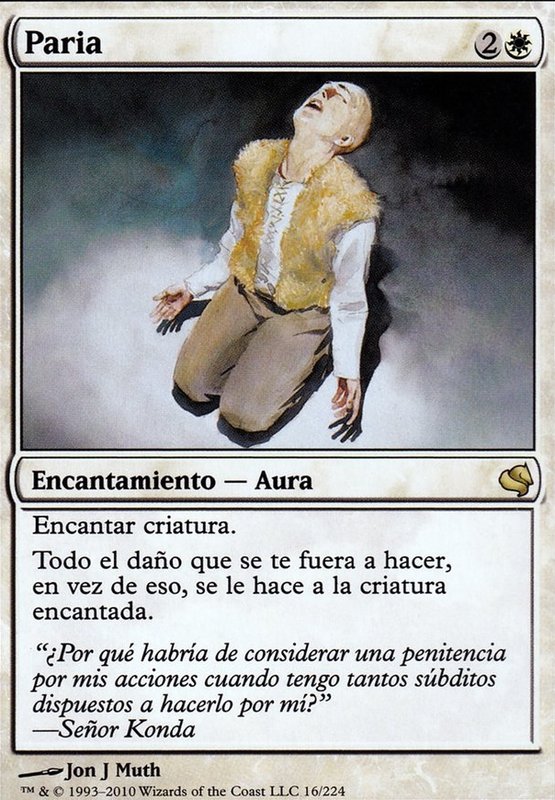 Paria 2
Encantamiento — Aura
Encantar criatura.
Todo el daño que se te fuera a hacer,
en vez de eso, se le hace a la criatura
encantada.
“¿Por qué habría de considerar una penitencia
por mis acciones cuando tengo tantos súbditos
dispuestos a hacerlo por mí?”
—Señor Konda
Jon J Muth
™ & © 1993–2010 Wizards of the Coast LLC 16/224